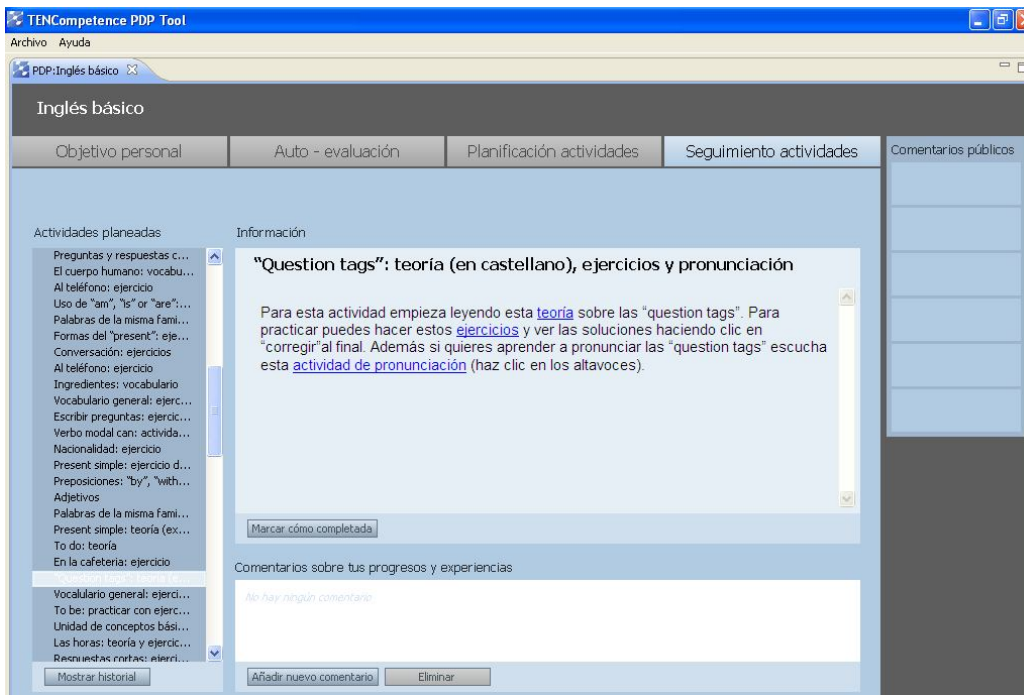 TENCompetence PDP Tool
Archivo Ayuda
PDP:Inglés básico
Inglés básico
Objetivo personal
Auto - evaluación
Planificación actividades
Seguimiento actividades
Comentarios públicos
Actividades planeadas
Preguntas y respuestas c...
El cuerpo humano: vocabu...
Al teléfono: ejercicio
Uso de "am", "is" or "are":...
Palabras de la misma fami...
Formas del "present": eje...
Conversación: ejercicios
Al teléfono: ejercicio
Ingredientes: vocabulario
Vocabulario general: ejerc...
Escribir preguntas: ejercic...
Verbo modal can: activida...
Nacionalidad: ejercicio
Present simple: ejercicio d...
Preposiciones: "by", "with...
Adjetivos
Palabras de la misma fami...
Present simple: teoría (ex...
To do: teoría
En la cafeteria: ejercicio
"Question tags": teoría (e...
Vocalulario general: ejerci...
To be: practicar con ejerc...
Unidad de conceptos bási...
Las horas: teoría y ejercic...
Respuestas cortas: ejerci...
Mostrar historial
Información
"Question tags": teoría (en castellano), ejercicios y pronunciación
Para esta actividad empieza leyendo esta teoría sobre las "question tags". Para
practicar puedes hacer estos ejercicios y ver las soluciones haciendo clic en
"corregir"al final. Además si quieres aprender a pronunciar las "question tags" escucha
esta actividad de pronunciación (haz clic en los altavoces).
Marcar cómo completada
Comentarios sobre tus progresos y experiencias
No hay ningún comentario
Añadir nuevo comentario
Eliminar